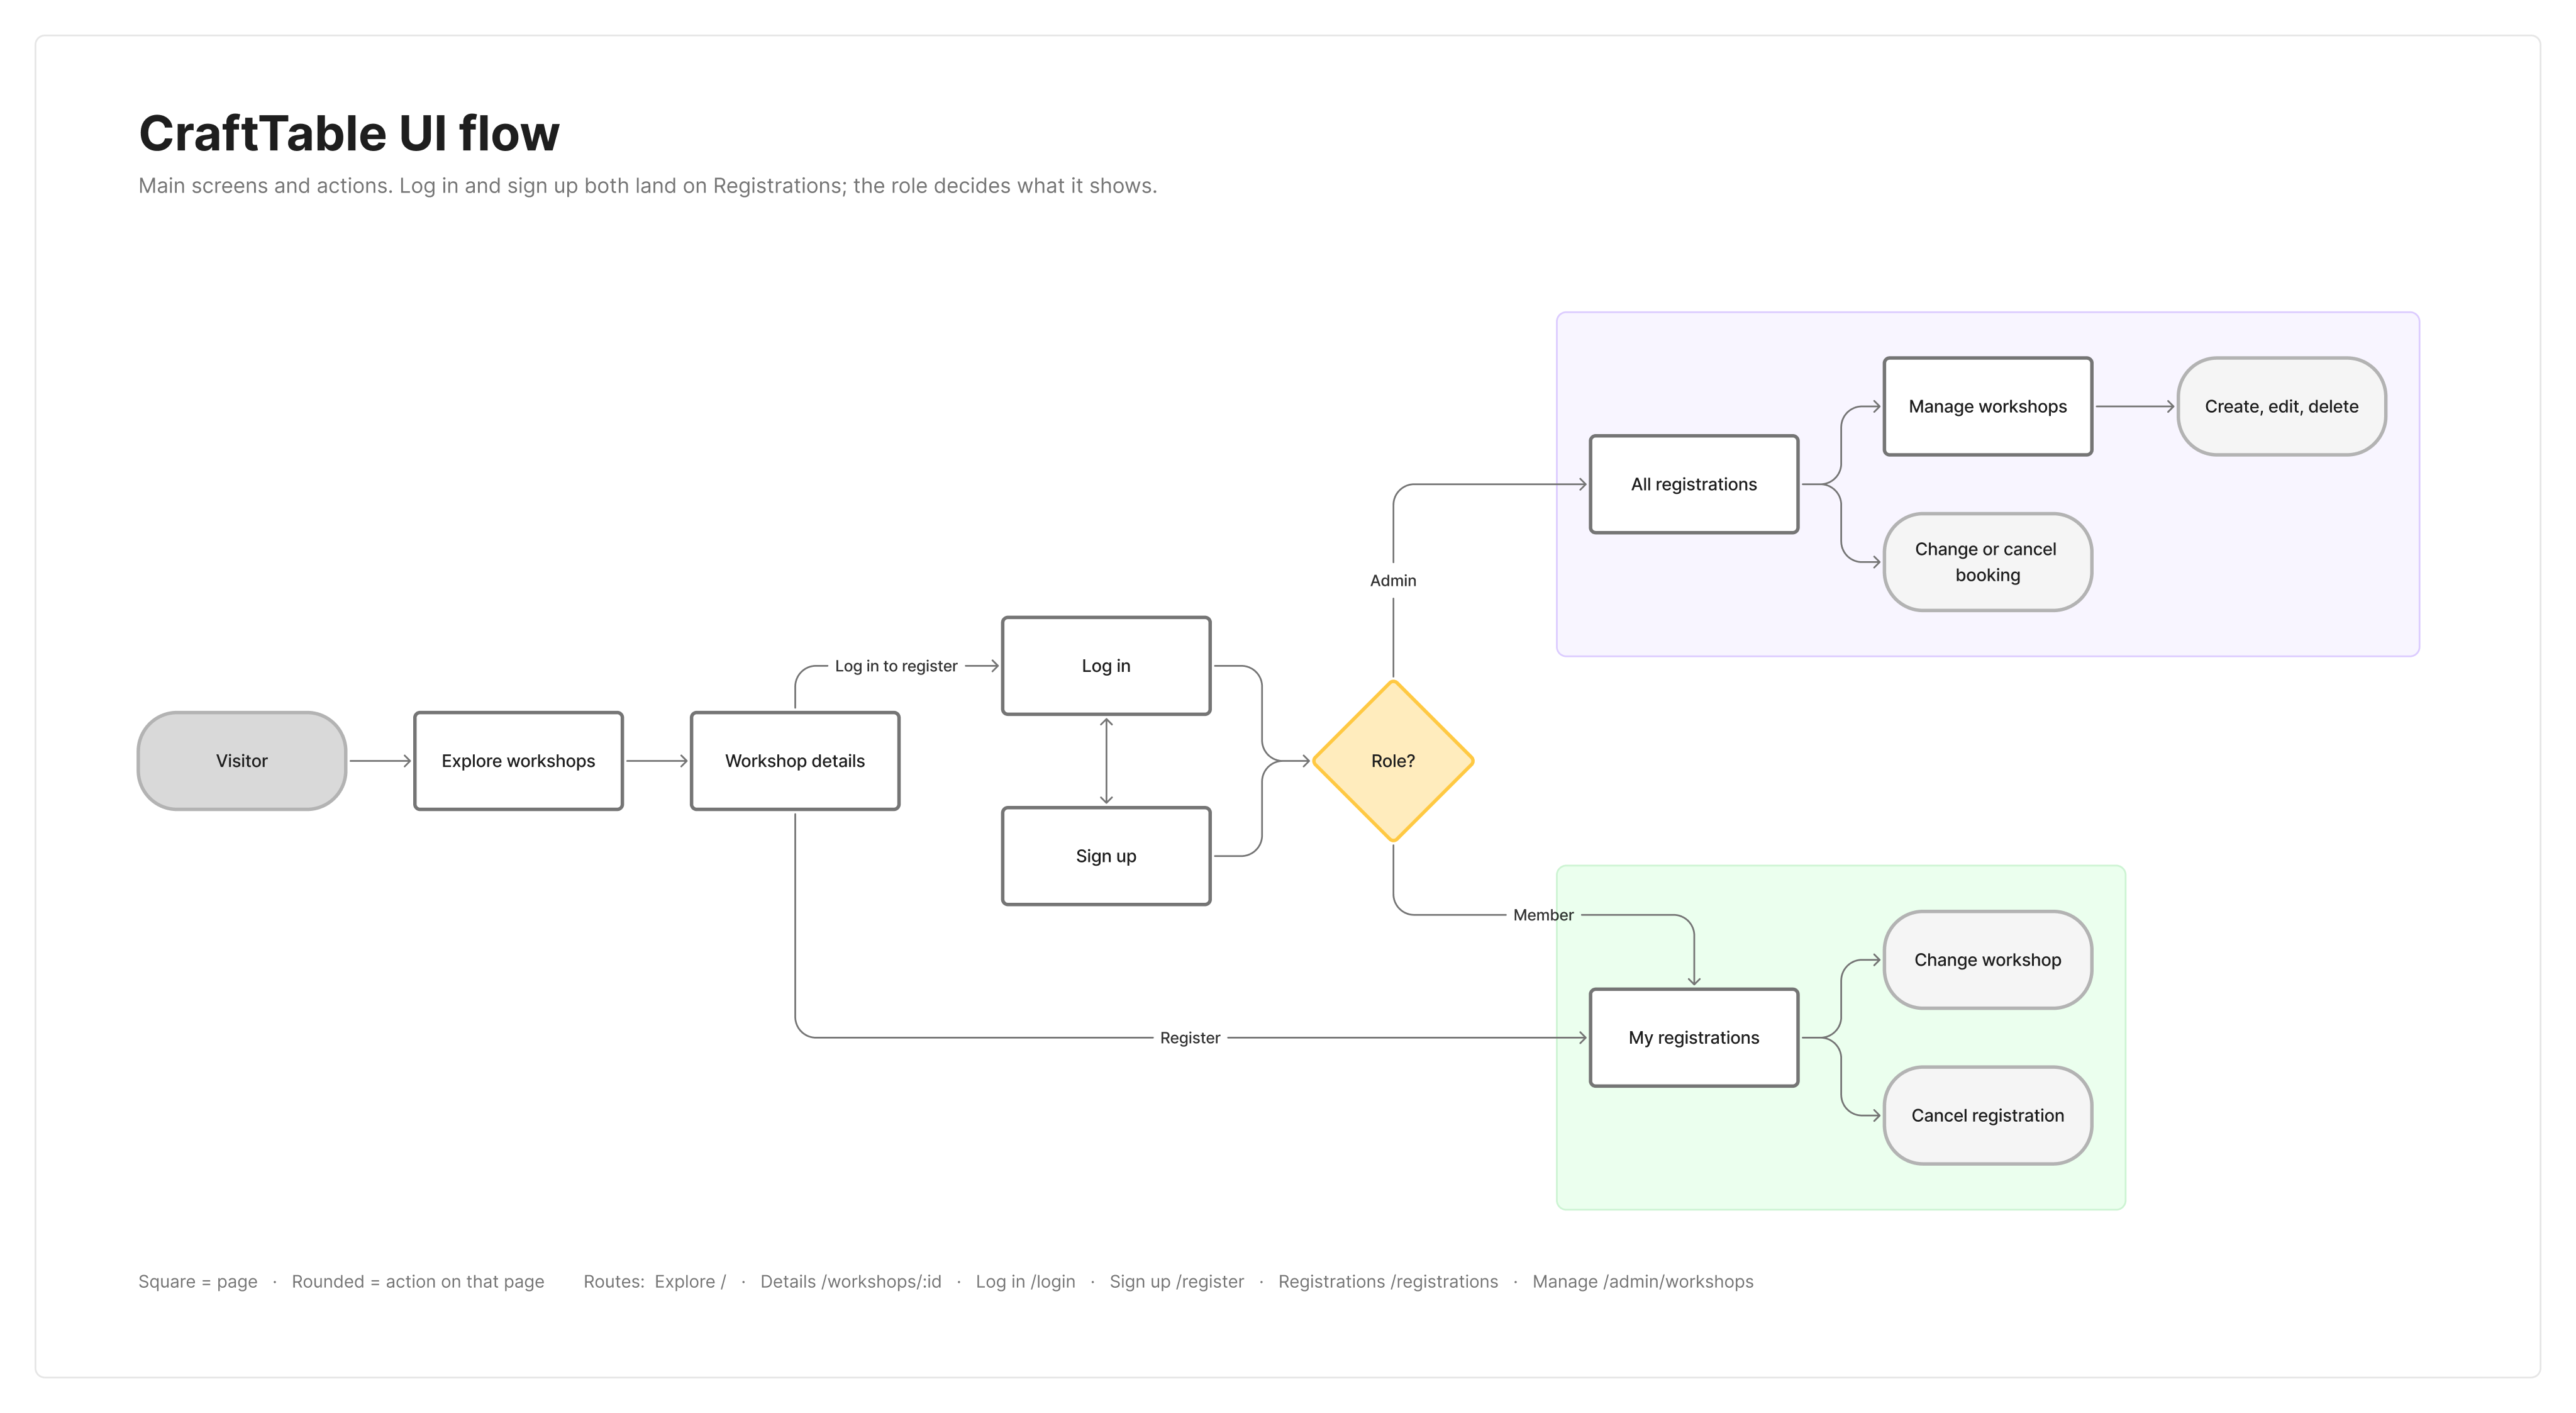 CraftTable UI flow
Main screens and actions. Log in and sign up both land on Registrations; the role decides what it shows.
Manage workshops
Create, edit, delete
All registrations
Change or cancel
booking
Admin
Log in to register
Log in
Visitor
Explore workshops
Workshop details
Role?
Sign up
Member
Change workshop
Register
My registrations
Cancel registration
Square = page · Rounded = action on that page Routes: Explore / · Details /workshops/:id · Log in /login · Sign up /register · Registrations /registrations · Manage /admin/workshops